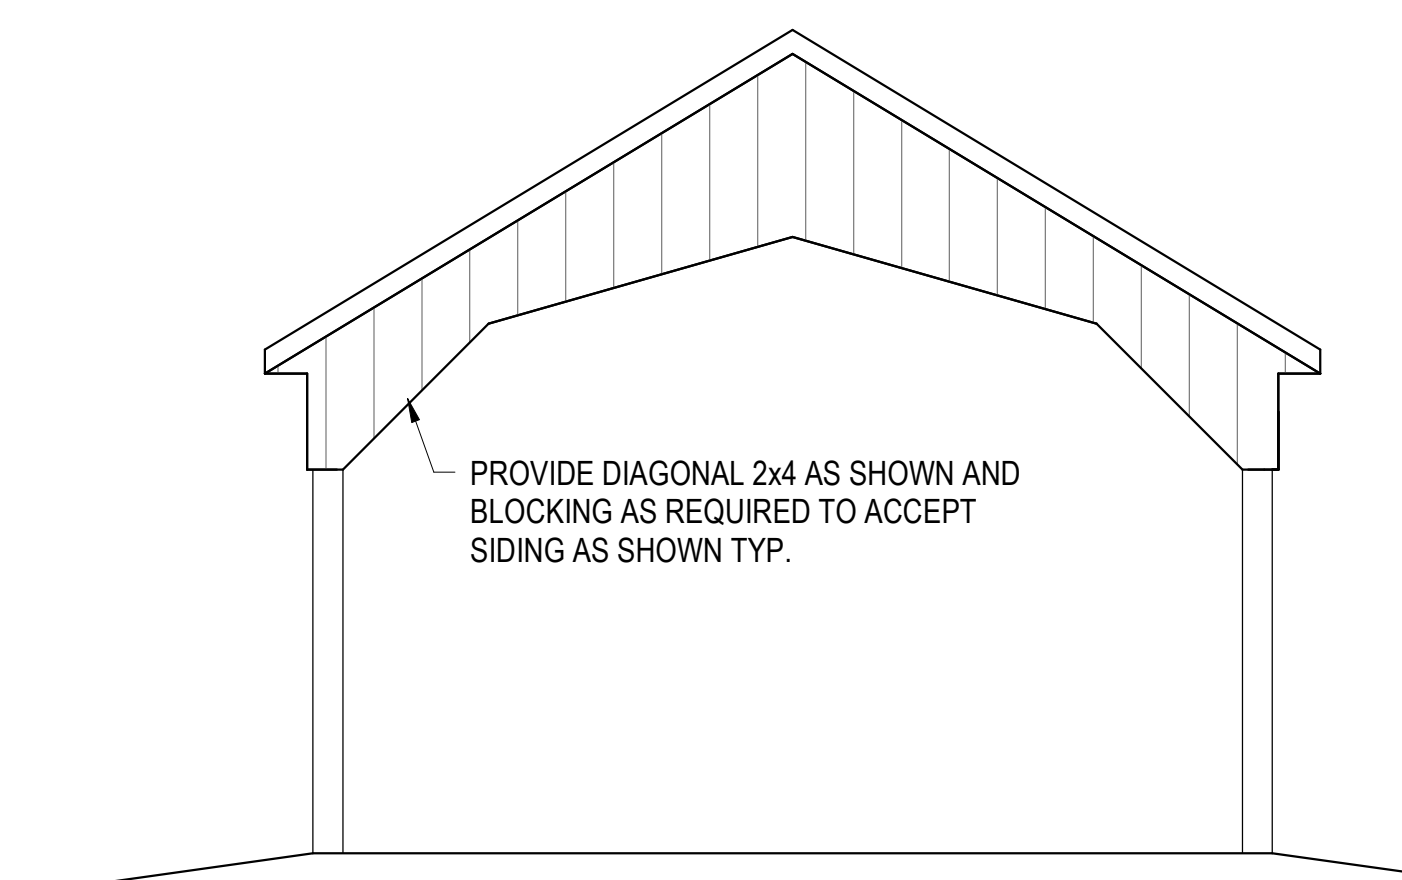 PROVIDE DIAGONAL 2x4 AS SHOWN AND
BLOCKING AS REQUIRED TO ACCEPT
SIDING AS SHOWN TYP.